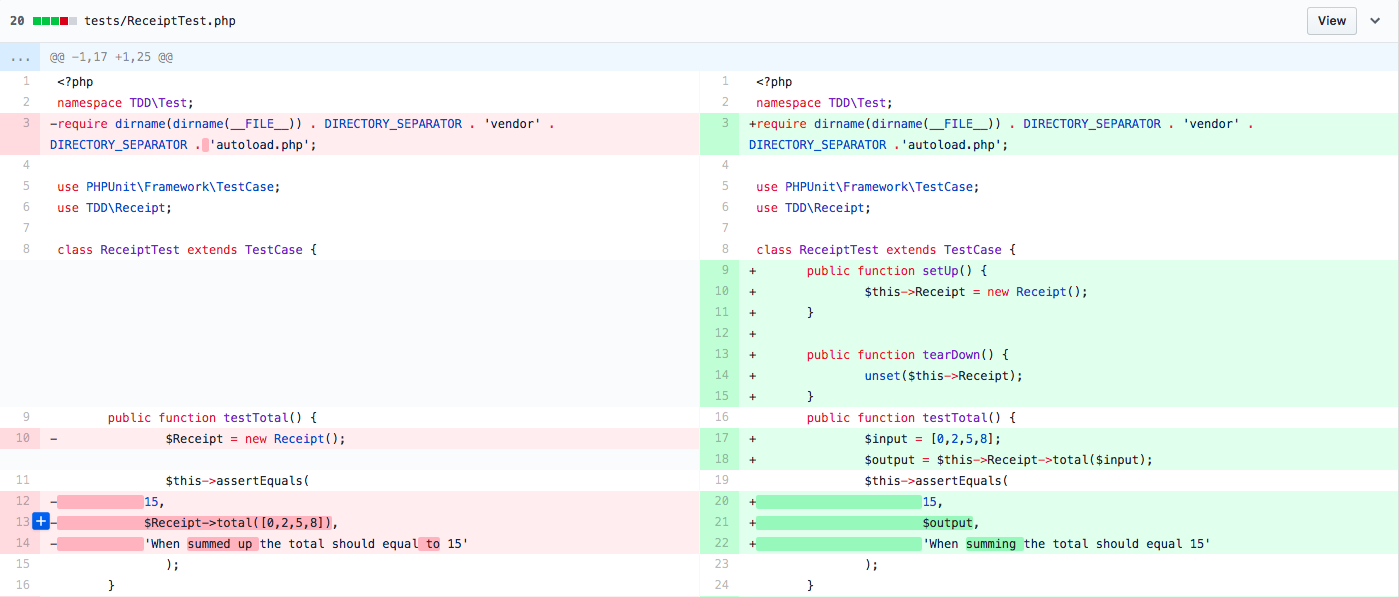 20 tests/ReceiptTest.php View
... @@ -1,17 +1,25 @@
1 <?php
2 namespace TDD\Test;
3 -require dirname(dirname(__FILE__)) . DIRECTORY_SEPARATOR . 'vendor' .
DIRECTORY_SEPARATOR . 'autoload.php';
4
5 use PHPUnit\Framework\TestCase;
6 use TDD\Receipt;
7
8 class ReceiptTest extends TestCase {
9 public function testTotal() {
10 - $Receipt = new Receipt();
11 $this->assertEquals(
12 - 15,
13 + - $Receipt->total([0,2,5,8]),
14 - 'When summed up the total should equal to 15'
15 );
16 }
1 <?php
2 namespace TDD\Test;
3 +require dirname(dirname(__FILE__)) . DIRECTORY_SEPARATOR . 'vendor' .
DIRECTORY_SEPARATOR .'autoload.php';
4
5 use PHPUnit\Framework\TestCase;
6 use TDD\Receipt;
7
8 class ReceiptTest extends TestCase {
9 + public function setUp() {
10 + $this->Receipt = new Receipt();
11 + }
12 +
13 + public function tearDown() {
14 + unset($this->Receipt);
15 + }
16 public function testTotal() {
17 + $input = [0,2,5,8];
18 + $output = $this->Receipt->total($input);
19 $this->assertEquals(
20 + 15,
21 + $output,
22 + 'When summing the total should equal 15'
23 );
24 }